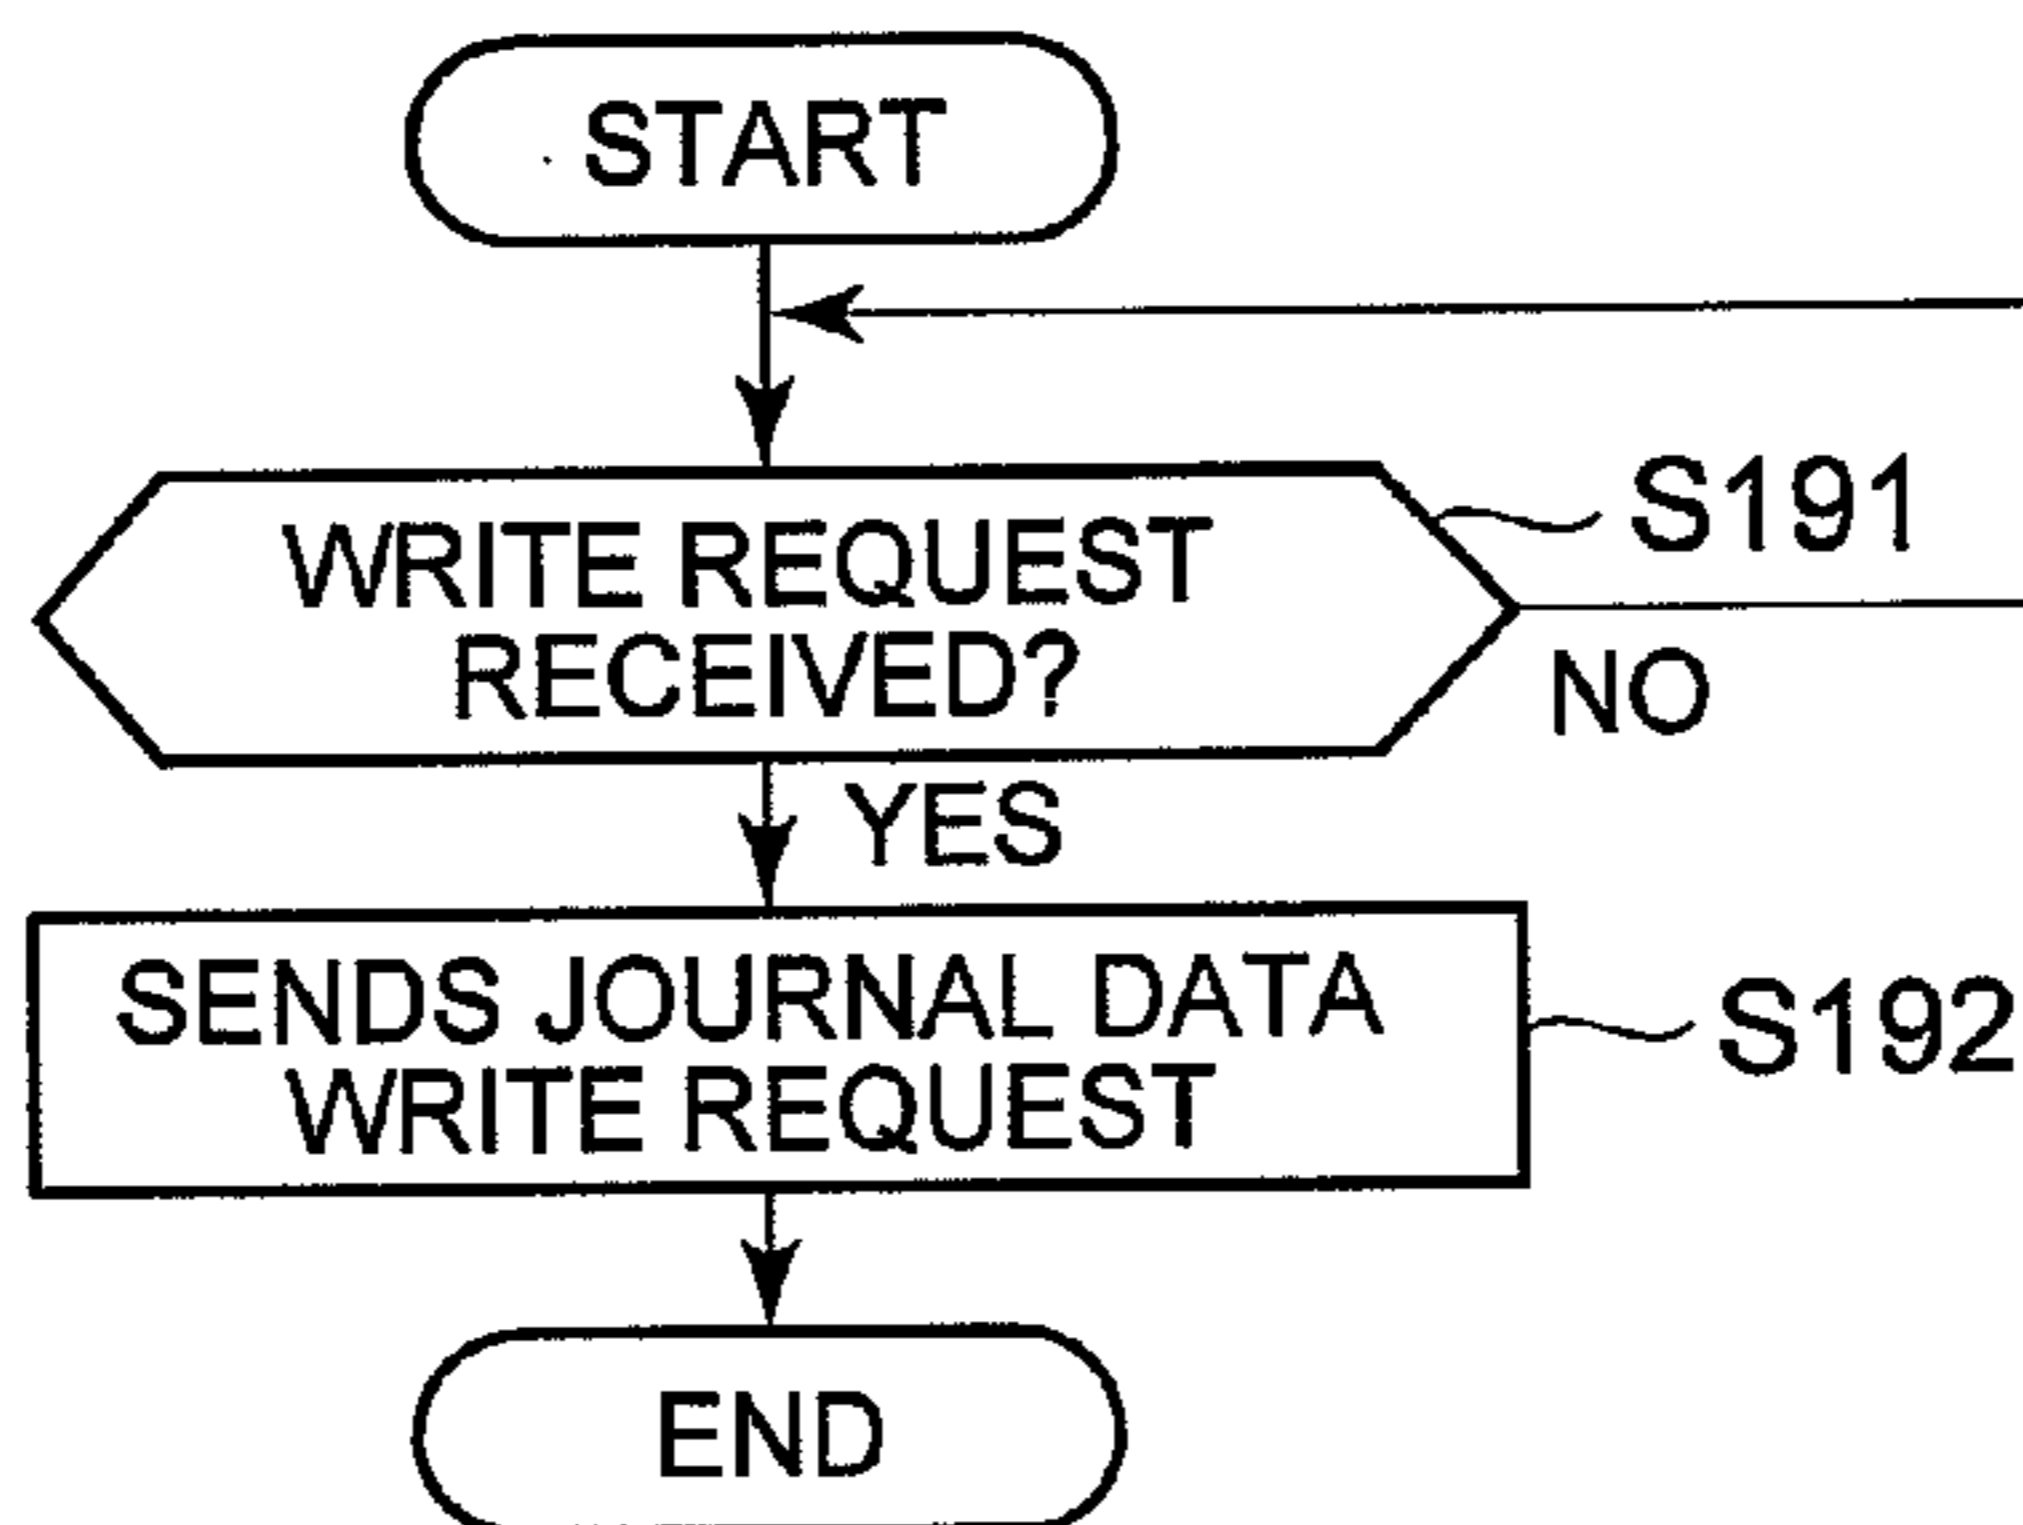 START
WRITE REQUEST
RECEIVED?
S191
NO
YES
SENDS JOURNAL DATA
WRITE REQUEST
S192
END